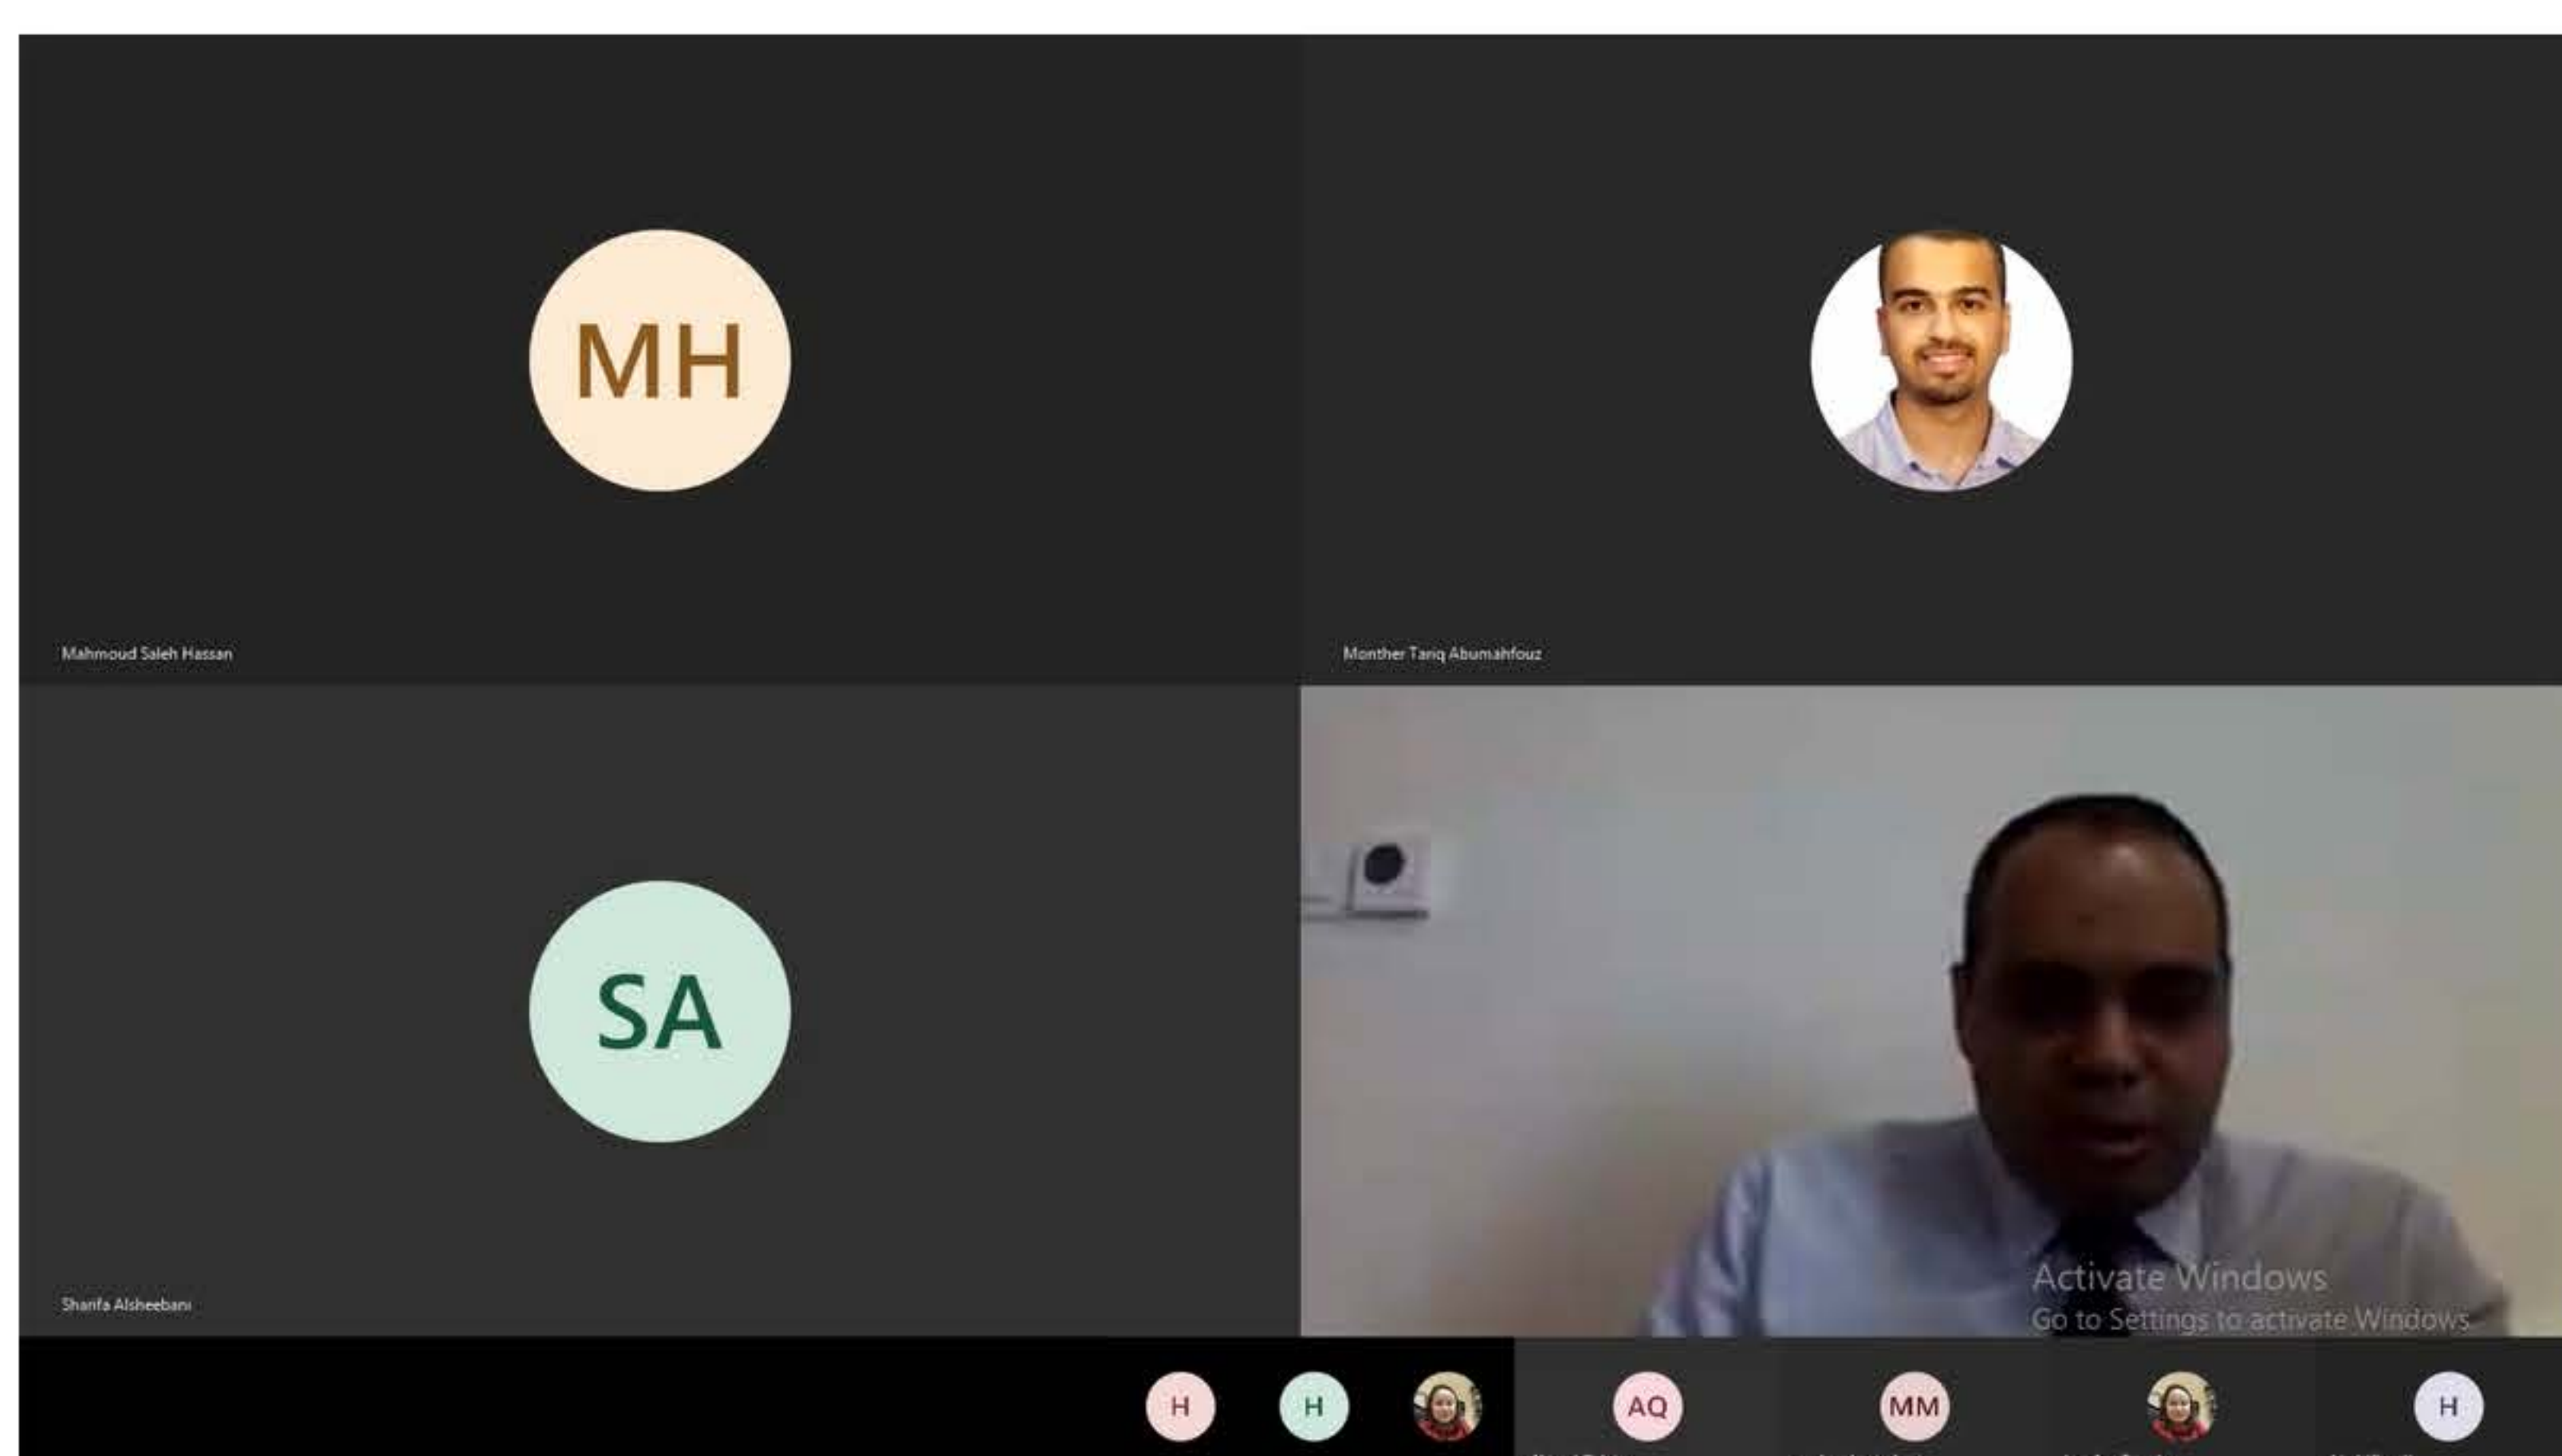 MH
Mahmoud Saleh Hassan
Monther Tariq Abumahfouz
SA
Sharifa Alsheebani
Activate Windows
Go to Settings to activate Windows
H
H
AQ
MM
H